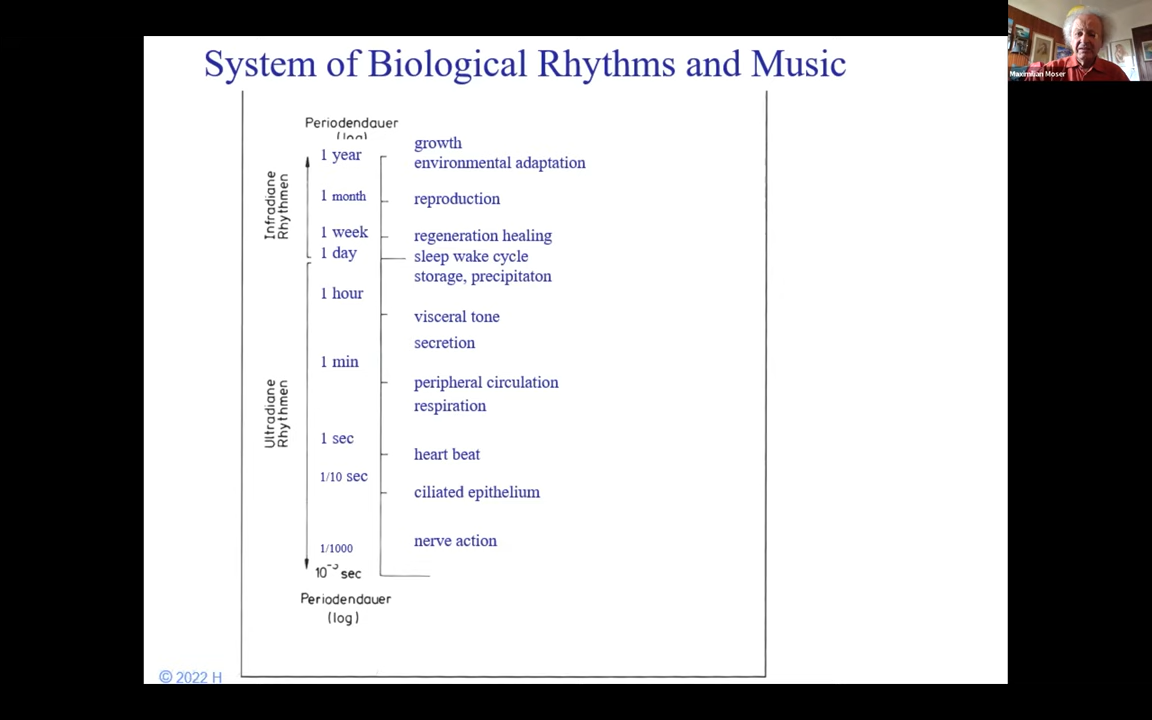 System of Biological Rhythms and Music
Maximilian Moser
Periodendauer
(log)
growth
1 year
environmental adaptation
1 month
reproduction
Infradiane
Rhythmen
1 week
regeneration healing
1 day
sleep wake cycle
storage, precipitaton
1 hour
visceral tone
secretion
1 min
peripheral circulation
respiration
Ultradiane
Rhythmen
1 sec
heart beat
1/10 sec
ciliated epithelium
nerve action
1/1000
10⁻³ sec
Periodendauer
(log)
© 2022 H